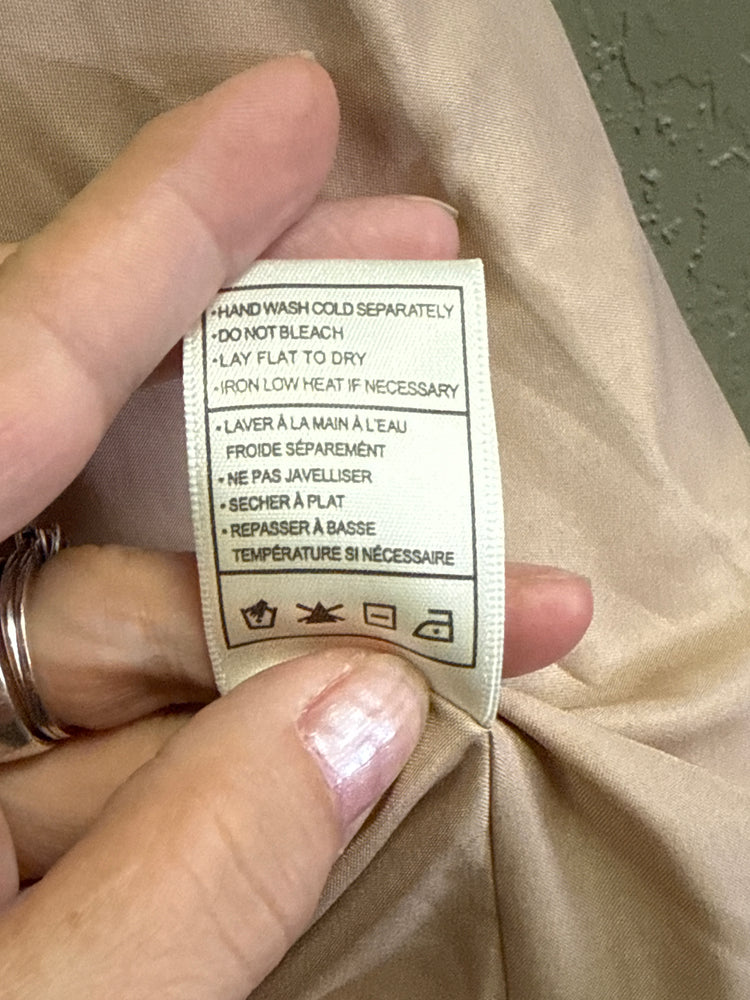 •HAND WASH COLD SEPARATELY
•DO NOT BLEACH
•LAY FLAT TO DRY
•IRON LOW HEAT IF NECESSARY
•LAVER À LA MAIN À L'EAU
FROIDE SÉPARÉMENT
•NE PAS JAVELLISER
•SECHER À PLAT
•REPASSER À BASSE
TEMPÉRATURE SI NÉCESSAIRE